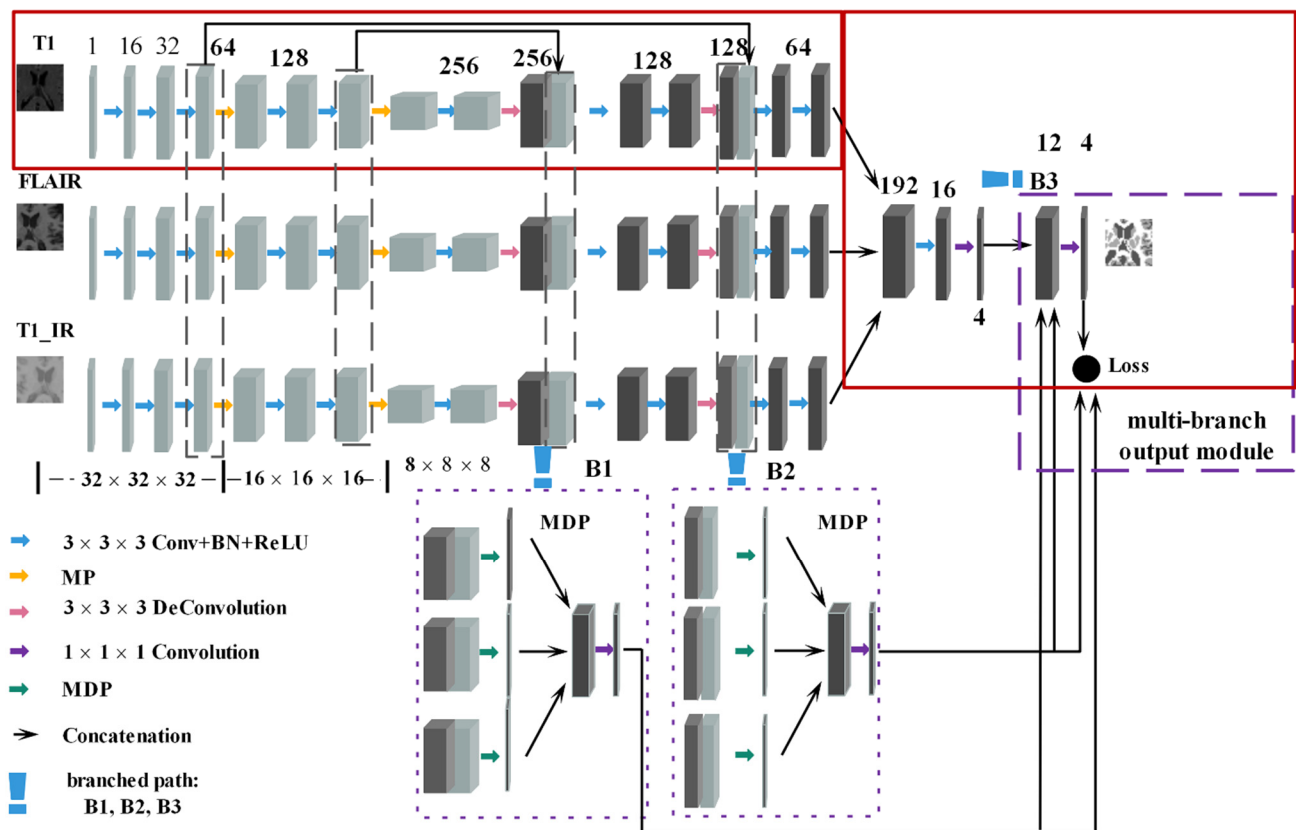 T1
1 16 32 64 128 256 256 128 128 64
FLAIR
192 16 4
B3
12 4
T1_IR
Loss
multi-branch
output module
32 × 32 × 32
16 × 16 × 16
8 × 8 × 8
B1
B2
MDP
MDP
3 × 3 × 3 Conv+BN+ReLU
MP
3 × 3 × 3 DeConvolution
1 × 1 × 1 Convolution
MDP
Concatenation
branched path:
B1, B2, B3